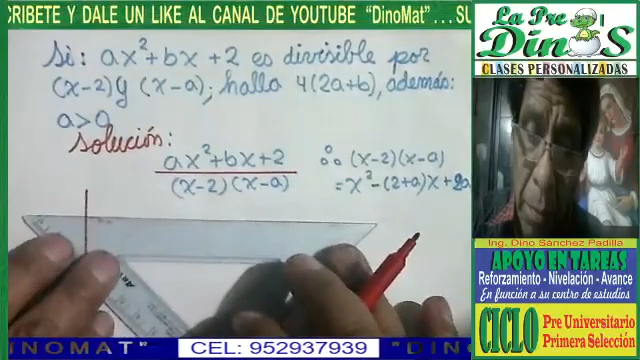 CRIBETE Y DALE UN LIKE AL CANAL DE YOUTUBE "DinoMat"...SU
La Pre
DinoS
CLASES PERSONALIZADAS
Si: ax²+bx+2 es divisible por
(x-2)y (x-a); halla 4(2a+b), además:
a>0
Solución:
ax²+bx+2
(x-2)(x-a)
∴ (x-2)(x-a)
= x²-(2+a)x+2a
Ing. Dino Sánchez Padilla
APOYO EN TAREAS
Reforzamiento - Nivelación - Avance
En función a su centro de estudios
CICLO Pre Universitario
Primera Selección
INOMAT" CEL: 952937939 "DINOM